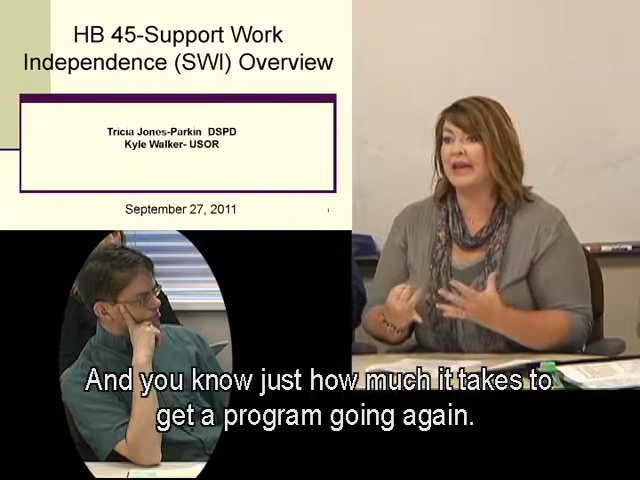 HB 45-Support Work
Independence (SWI) Overview
Tricia Jones-Parkin DSPD
Kyle Walker- USOR
September 27, 2011
1
And you know just how much it takes to
get a program going again.